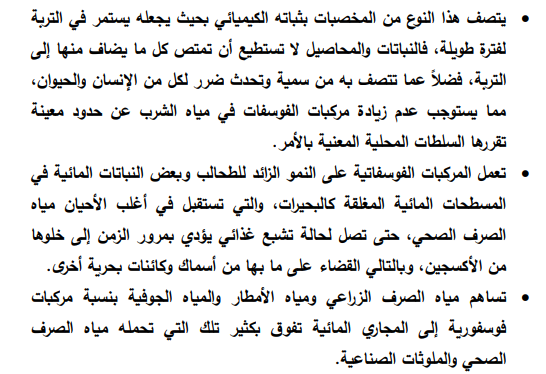 • يتصف هذا النوع من المخصبات بثباته الكيميائي بحيث يجعله يستمر في التربة
لفترة طويلة، فالنباتات والمحاصيل لا تستطيع أن تمتص كل ما يضاف منها إلى
التربة، فضلاً عما تتصف به من سمية وتحدث ضرر لكل من الإنسان والحيوان،
مما يستوجب عدم زيادة مركبات الفوسفات في مياه الشرب عن حدود معينة
تقررها السلطات المحلية المعنية بالأمر.
• تعمل المركبات الفوسفاتية على النمو الزائد للطحالب وبعض النباتات المائية في
المسطحات المائية المغلقة كالبحيرات، والتي تستقبل في أغلب الأحيان مياه
الصرف الصحي، حتى تصل لحالة تشبع غذائي يؤدي بمرور الزمن إلى خلوها
من الأكسجين، وبالتالي القضاء على ما بها من أسماك وكائنات بحرية أخرى.
• تساهم مياه الصرف الزراعي ومياه الأمطار والمياه الجوفية بنسبة مركبات
فوسفورية إلى المجاري المائية تفوق بكثير تلك التي تحمله مياه الصرف
الصحي والملوثات الصناعية.